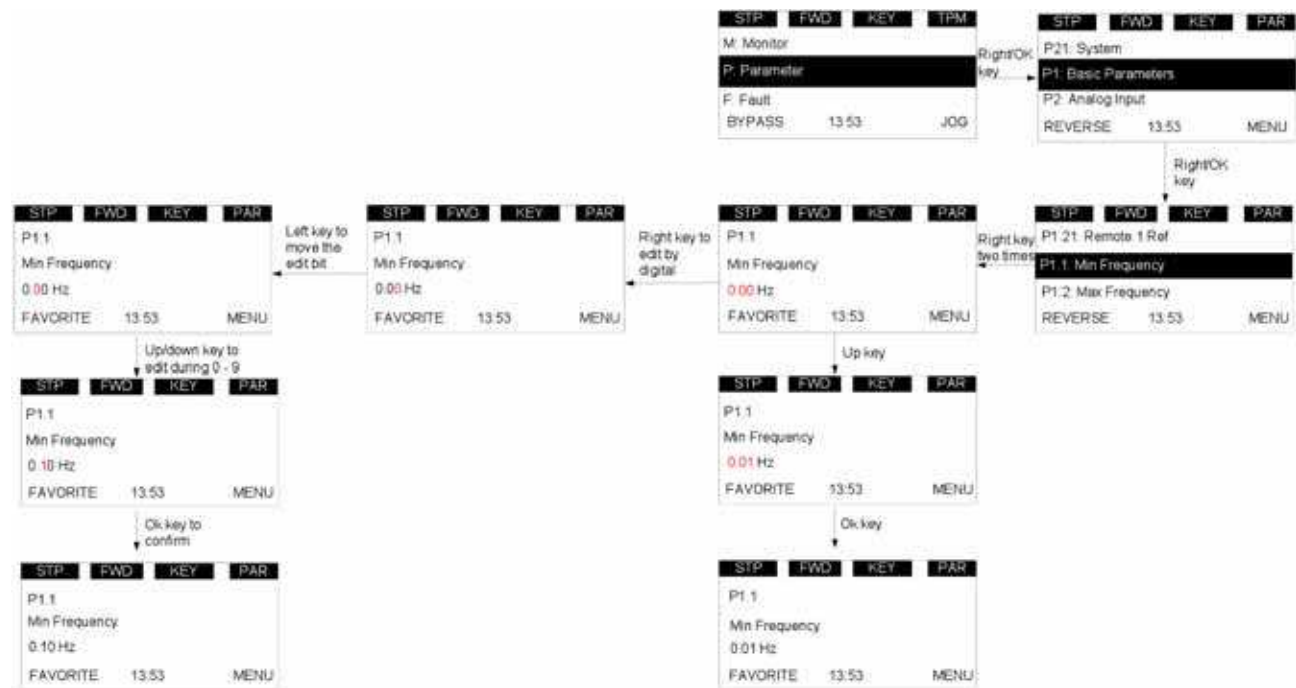 STP FWD KEY TPM
M: Monitor
P: Parameter
F: Fault
BYPASS 13:53 JOG
Right/OK
key
STP FWD KEY PAR
P21: System
P1: Basic Parameters
P2: Analog Input
REVERSE 13:53 MENU
Right/OK
key
STP FWD KEY PAR
P1.21: Remote 1 Ref
P1.1: Min Frequency
P1.2: Max Frequency
REVERSE 13:53 MENU
Right key
two times
STP FWD KEY PAR
P1.1
Min Frequency
0.00 Hz
FAVORITE 13:53 MENU
Right key to
edit by
digital
STP FWD KEY PAR
P1.1
Min Frequency
0.00 Hz
FAVORITE 13:53 MENU
Left key to
move the
edit bit
STP FWD KEY PAR
P1.1
Min Frequency
0.00 Hz
FAVORITE 13:53 MENU
Up/down key to
edit during 0 - 9
STP FWD KEY PAR
P1.1
Min Frequency
0.10 Hz
FAVORITE 13:53 MENU
Ok key to
confirm
STP FWD KEY PAR
P1.1
Min Frequency
0.10 Hz
FAVORITE 13:53 MENU
Up key
STP FWD KEY PAR
P1.1
Min Frequency
0.01 Hz
FAVORITE 13:53 MENU
Ok key
STP FWD KEY PAR
P1.1
Min Frequency
0.01 Hz
FAVORITE 13:53 MENU